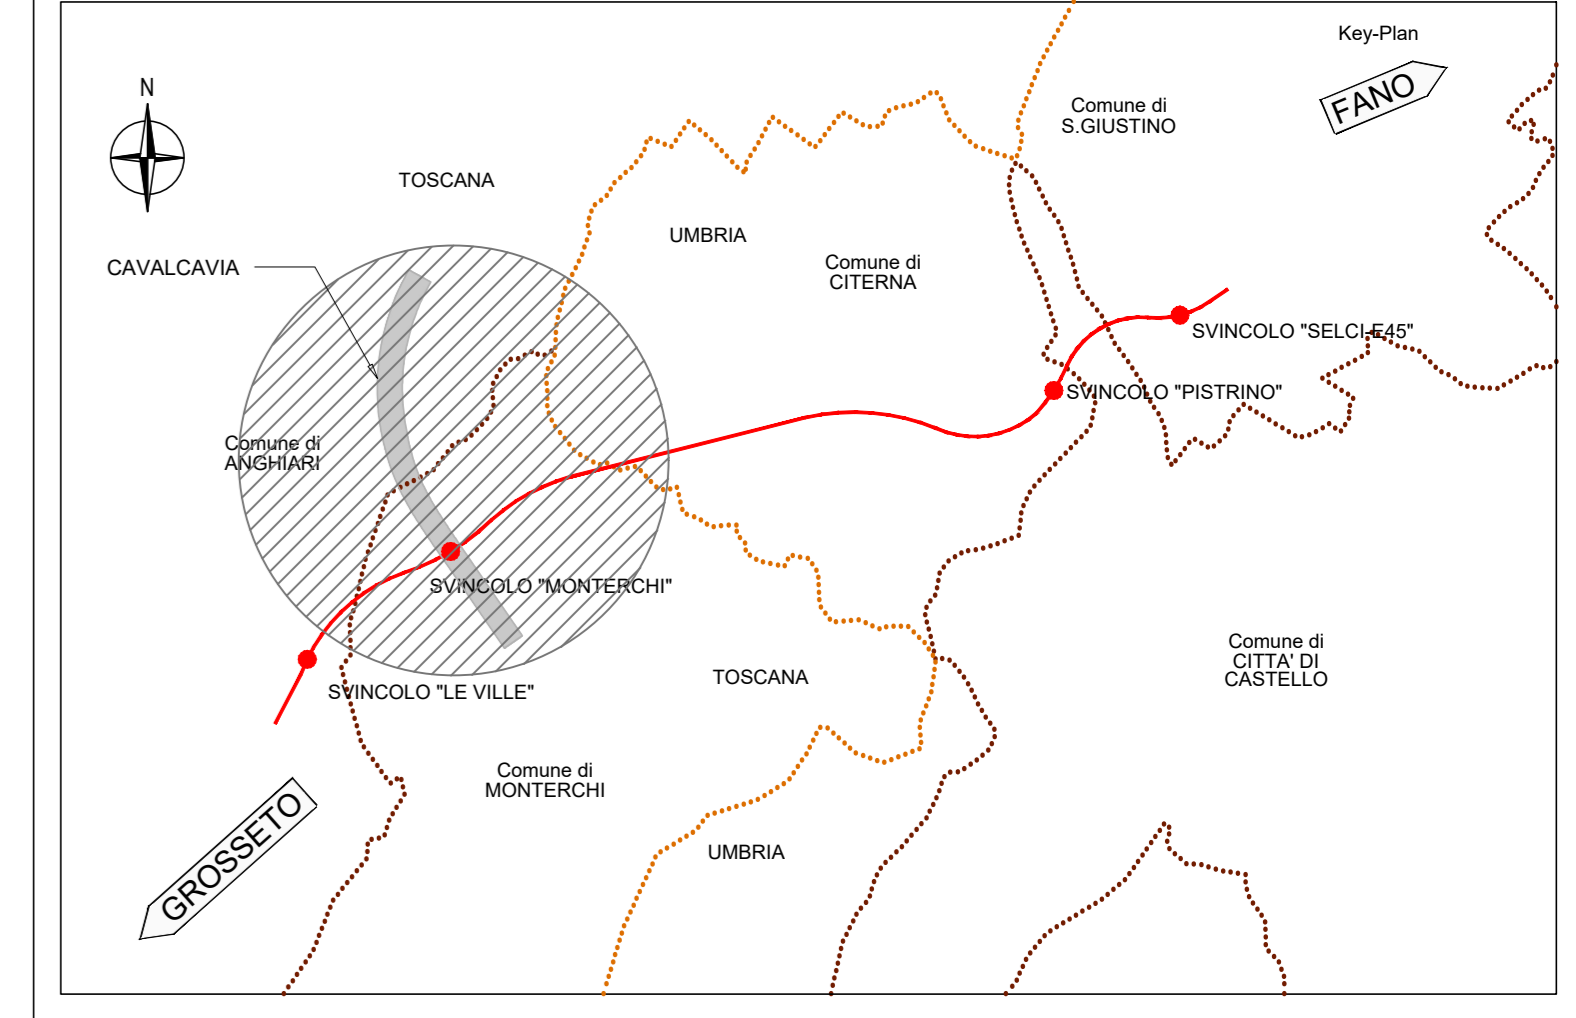 Key-Plan
N
FANO
Comune di
S.GIUSTINO
TOSCANA
UMBRIA
CAVALCAVIA
Comune di
CITERNA
SVINCOLO "SELCI-E45"
SVINCOLO "PISTRINO"
Comune di
ANGHIARI
SVINCOLO "MONTERCHI"
Comune di
CITTA' DI
CASTELLO
TOSCANA
SVINCOLO "LE VILLE"
Comune di
MONTERCHI
GROSSETO
UMBRIA